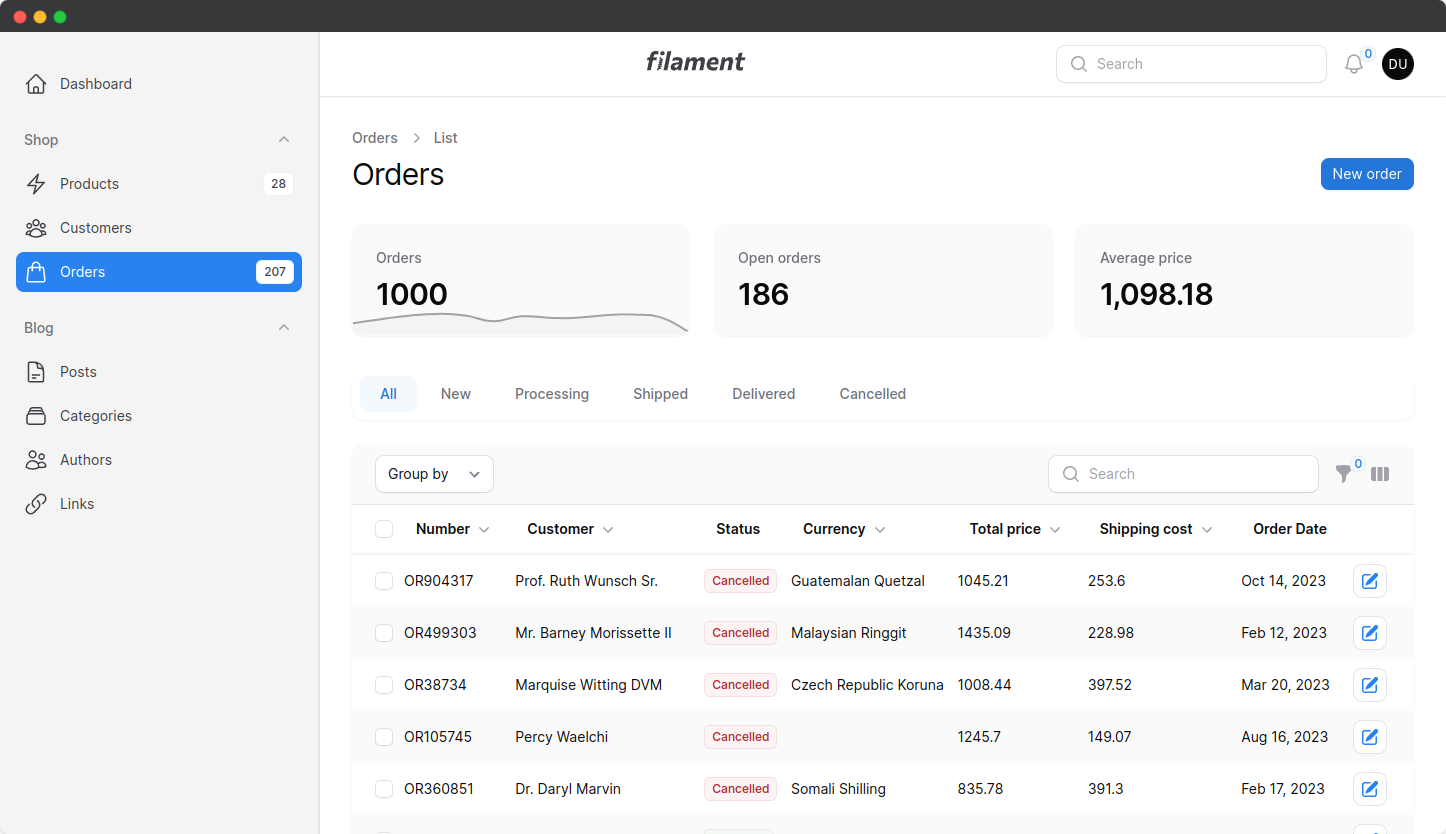 filament
Search
0
DU
Dashboard
Shop
Products 28
Customers
Orders 207
Blog
Posts
Categories
Authors
Links
Orders > List
Orders
New order
Orders
1000
Open orders
186
Average price
1,098.18
All New Processing Shipped Delivered Cancelled
Group by
Search
0
Number Customer Status Currency Total price Shipping cost Order Date
OR904317 Prof. Ruth Wunsch Sr. Cancelled Guatemalan Quetzal 1045.21 253.6 Oct 14, 2023
OR499303 Mr. Barney Morissette II Cancelled Malaysian Ringgit 1435.09 228.98 Feb 12, 2023
OR38734 Marquise Witting DVM Cancelled Czech Republic Koruna 1008.44 397.52 Mar 20, 2023
OR105745 Percy Waelchi Cancelled 1245.7 149.07 Aug 16, 2023
OR360851 Dr. Daryl Marvin Cancelled Somali Shilling 835.78 391.3 Feb 17, 2023